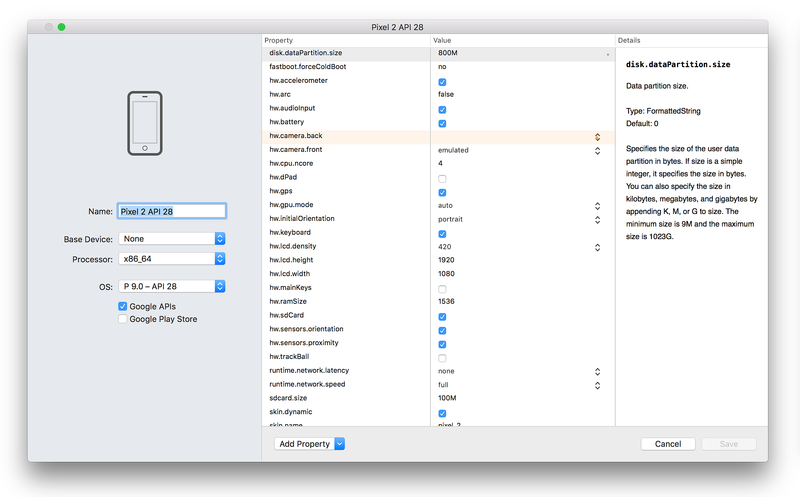 Pixel 2 API 28
Name: Pixel 2 API 28
Base Device: None
Processor: x86_64
OS: P 9.0 – API 28
Google APIs
Google Play Store
Property Value
disk.dataPartition.size 800M
fastboot.forceColdBoot no
hw.accelerometer
hw.arc false
hw.audioInput
hw.battery
hw.camera.back
hw.camera.front emulated
hw.cpu.ncore 4
hw.dPad
hw.gps
hw.gpu.mode auto
hw.initialOrientation portrait
hw.keyboard
hw.lcd.density 420
hw.lcd.height 1920
hw.lcd.width 1080
hw.mainKeys
hw.ramSize 1536
hw.sdCard
hw.sensors.orientation
hw.sensors.proximity
hw.trackBall
runtime.network.latency none
runtime.network.speed full
sdcard.size 100M
skin.dynamic
skin.name pixel_2
Details
disk.dataPartition.size
Data partition size.
Type: FormattedString
Default: 0
Specifies the size of the user data
partition in bytes. If size is a simple
integer, it specifies the size in bytes.
You can also specify the size in
kilobytes, megabytes, and gigabytes by
appending K, M, or G to size. The
minimum size is 9M and the maximum
size is 1023G.
Add Property
Cancel Save